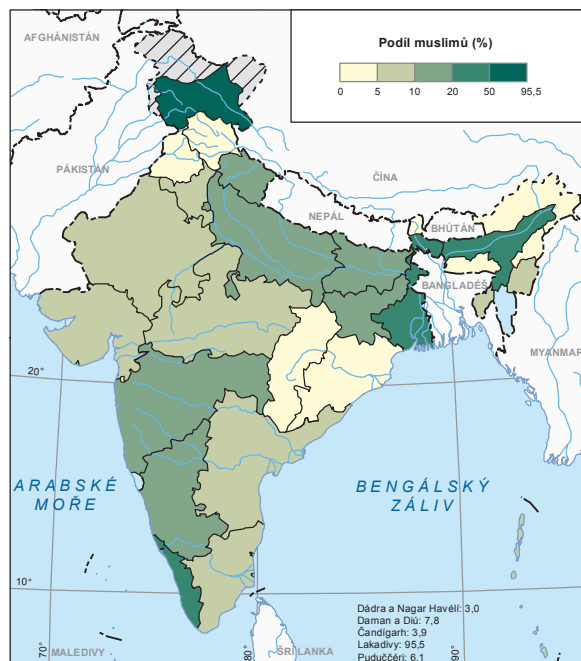 AFGHÁNISTÁN
Podíl muslimů (%)
0 5 10 20 50 95,5
PÁKISTÁN
ČÍNA
NEPÁL
BHÚTÁN
BANGLADÉŠ
MYANMAR
20°
ARABSKÉ
MOŘE
BENGÁLSKÝ
ZÁLIV
10°
Dádra a Nagar Havélí: 3,0
Daman a Diú: 7,8
Čandígarh: 3,9
Lakadivy: 95,5
Puduččéri: 6,1
70°
MALEDIVY
80°
ŠRÍ LANKA
90°